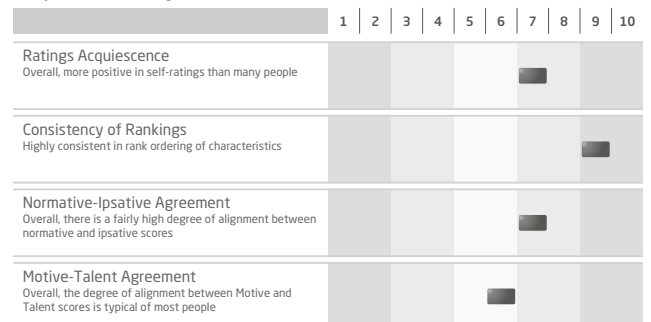 1 2 3 4 5 6 7 8 9 10
Ratings Acquiescence
Overall, more positive in self-ratings than many people
Consistency of Rankings
Highly consistent in rank ordering of characteristics
Normative-Ipsative Agreement
Overall, there is a fairly high degree of alignment between
normative and ipsative scores
Motive-Talent Agreement
Overall, the degree of alignment between Motive and
Talent scores is typical of most people